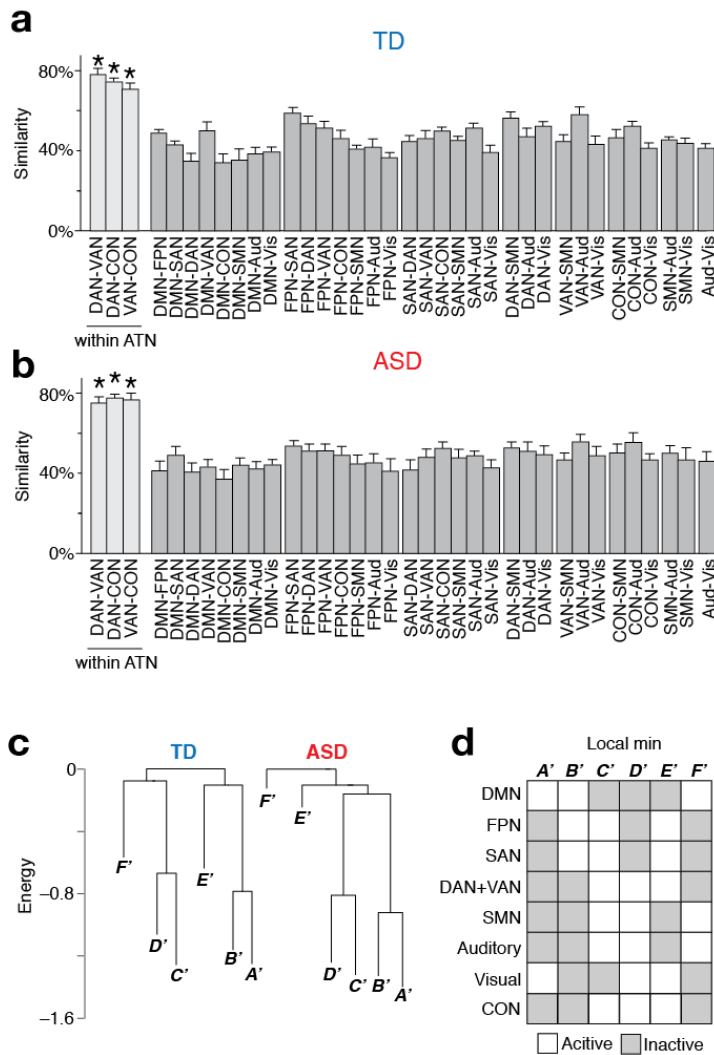 a
TD
Similarity
80%
40%
0%
* * *
DAN-VAN
DAN-CON
VAN-CON
DMN-FPN
DMN-SAN
DMN-DAN
DMN-VAN
DMN-CON
DMN-SMN
DMN-Aud
DMN-Vis
FPN-SAN
FPN-DAN
FPN-VAN
FPN-CON
FPN-SMN
FPN-Aud
FPN-Vis
SAN-DAN
SAN-VAN
SAN-CON
SAN-SMN
SAN-Aud
SAN-Vis
DAN-SMN
DAN-Aud
DAN-Vis
VAN-SMN
VAN-Aud
VAN-Vis
CON-SMN
CON-Aud
CON-Vis
SMN-Aud
SMN-Vis
Aud-Vis
within ATN
b
ASD
Similarity
80%
40%
0%
* * *
DAN-VAN
DAN-CON
VAN-CON
DMN-FPN
DMN-SAN
DMN-DAN
DMN-VAN
DMN-CON
DMN-SMN
DMN-Aud
DMN-Vis
FPN-SAN
FPN-DAN
FPN-VAN
FPN-CON
FPN-SMN
FPN-Aud
FPN-Vis
SAN-DAN
SAN-VAN
SAN-CON
SAN-SMN
SAN-Aud
SAN-Vis
DAN-SMN
DAN-Aud
DAN-Vis
VAN-SMN
VAN-Aud
VAN-Vis
CON-SMN
CON-Aud
CON-Vis
SMN-Aud
SMN-Vis
Aud-Vis
within ATN
c
TD ASD
Energy
0
−0.8
−1.6
F’ E’ D’ C’ B’ A’
F’ E’ D’ C’ B’ A’
d
Local min
A’ B’ C’ D’ E’ F’
DMN
FPN
SAN
DAN+VAN
SMN
Auditory
Visual
CON
Acitive Inactive